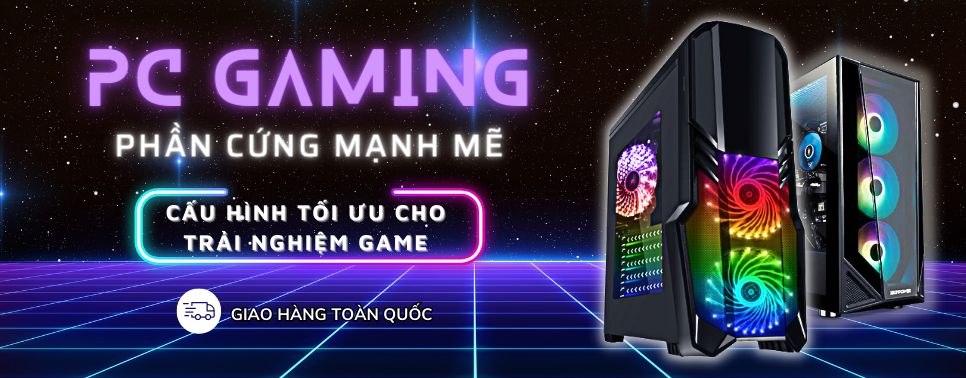 PC GAMING
PHẦN CỨNG MẠNH MẼ
CẤU HÌNH TỐI ƯU CHO
TRẢI NGHIỆM GAME
GIAO HÀNG TOÀN QUỐC